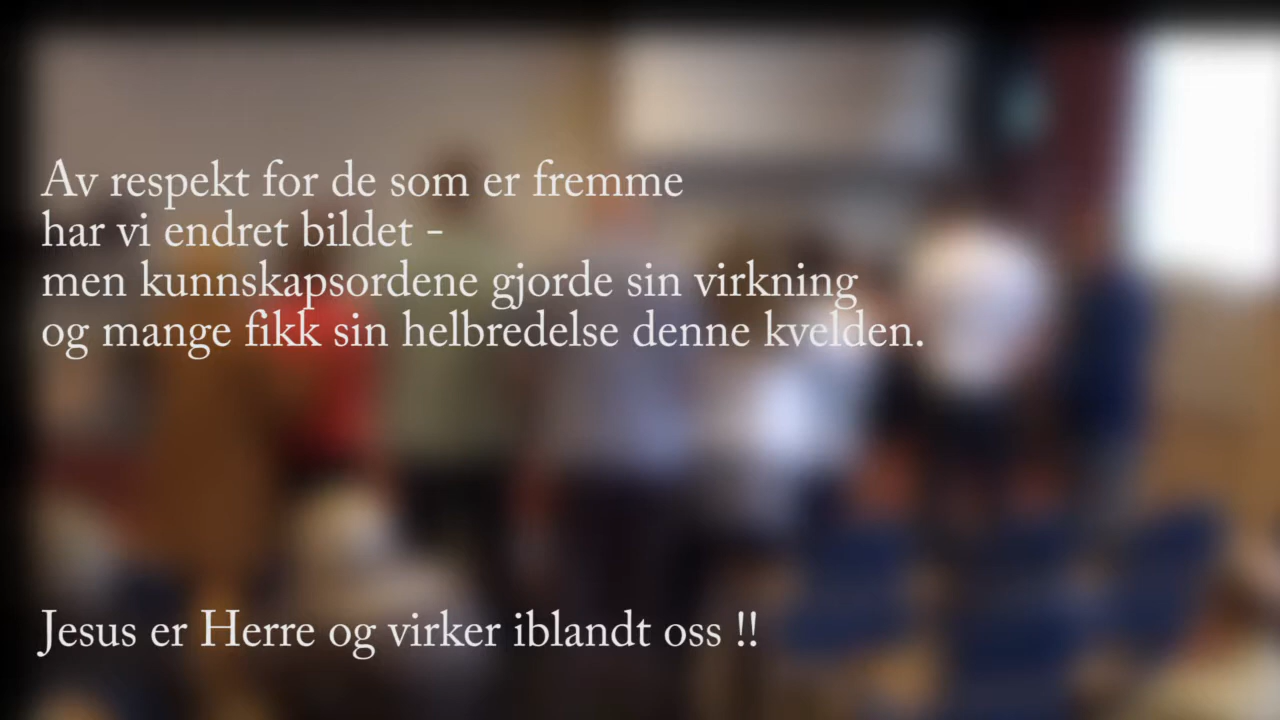 Av respekt for de som er fremme
har vi endret bildet -
men kunnskapsordene gjorde sin virkning
og mange fikk sin helbredelse denne kvelden.
Jesus er Herre og virker iblandt oss !!